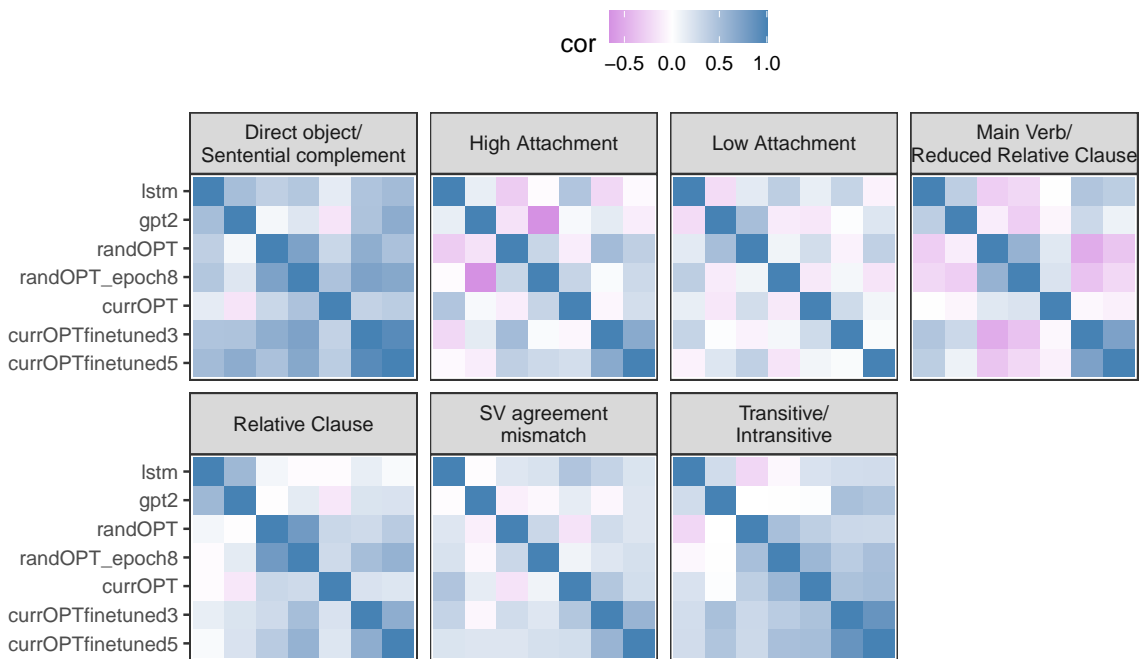 cor
−0.5 0.0 0.5 1.0
Direct object/
Sentential complement
High Attachment
Low Attachment
Main Verb/
Reduced Relative Clause
lstm
gpt2
randOPT
randOPT_epoch8
currOPT
currOPTfinetuned3
currOPTfinetuned5
Relative Clause
SV agreement
mismatch
Transitive/
Intransitive
lstm
gpt2
randOPT
randOPT_epoch8
currOPT
currOPTfinetuned3
currOPTfinetuned5